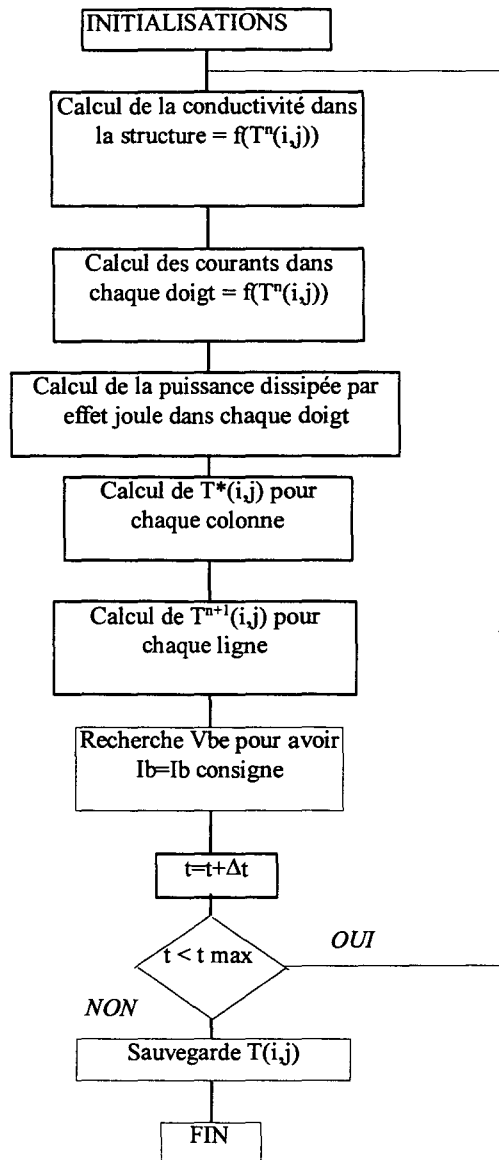 INITIALISATIONS
Calcul de la conductivité dans
la structure = f(Tⁿ(i,j))
Calcul des courants dans
chaque doigt = f(Tⁿ(i,j))
Calcul de la puissance dissipée par
effet joule dans chaque doigt
Calcul de T*(i,j) pour
chaque colonne
Calcul de Tⁿ⁺¹(i,j) pour
chaque ligne
Recherche Vbe pour avoir
Ib=Ib consigne
t=t+Δt
t < t max
OUI
NON
Sauvegarde T(i,j)
FIN